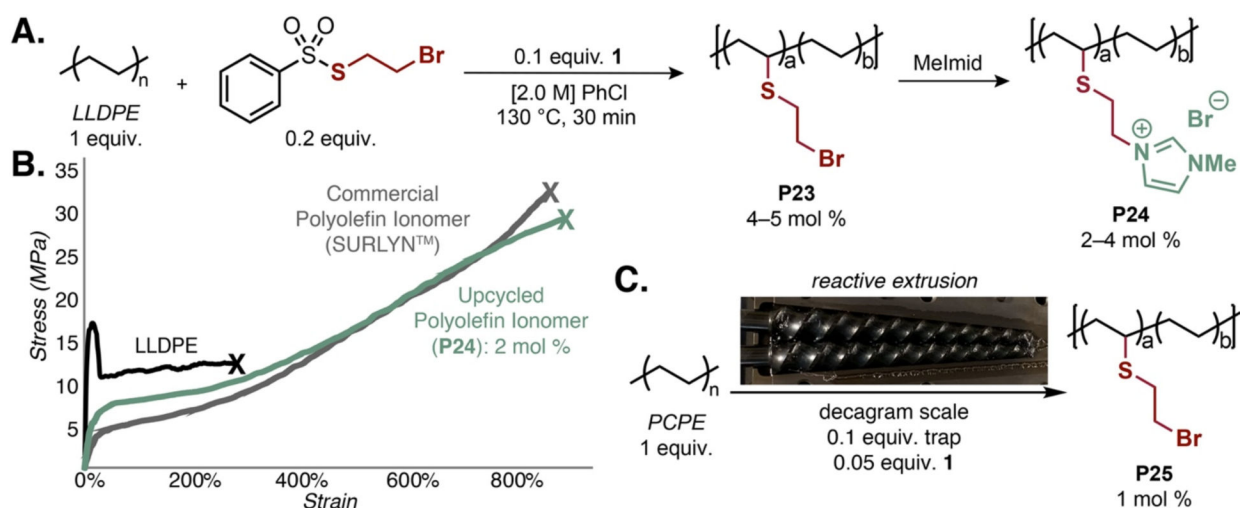 A.
LLDPE
1 equiv.
+
n
O O
S
S
Br
0.2 equiv.
0.1 equiv. 1
[2.0 M] PhCl
130 °C, 30 min
a b
S
Br
P23
4–5 mol %
MeImid
a b
S
Br
−
+
N
NMe
P24
2–4 mol %
B.
Stress (MPa)
35
30
25
20
15
10
5
0%
200%
400%
600%
800%
Strain
Commercial
Polyolefin Ionomer
(SURLYN™)
X
X
LLDPE
X
Upcycled
Polyolefin Ionomer
(P24): 2 mol %
C.
reactive extrusion
n
PCPE
1 equiv.
decagram scale
0.1 equiv. trap
0.05 equiv. 1
a b
S
Br
P25
1 mol %